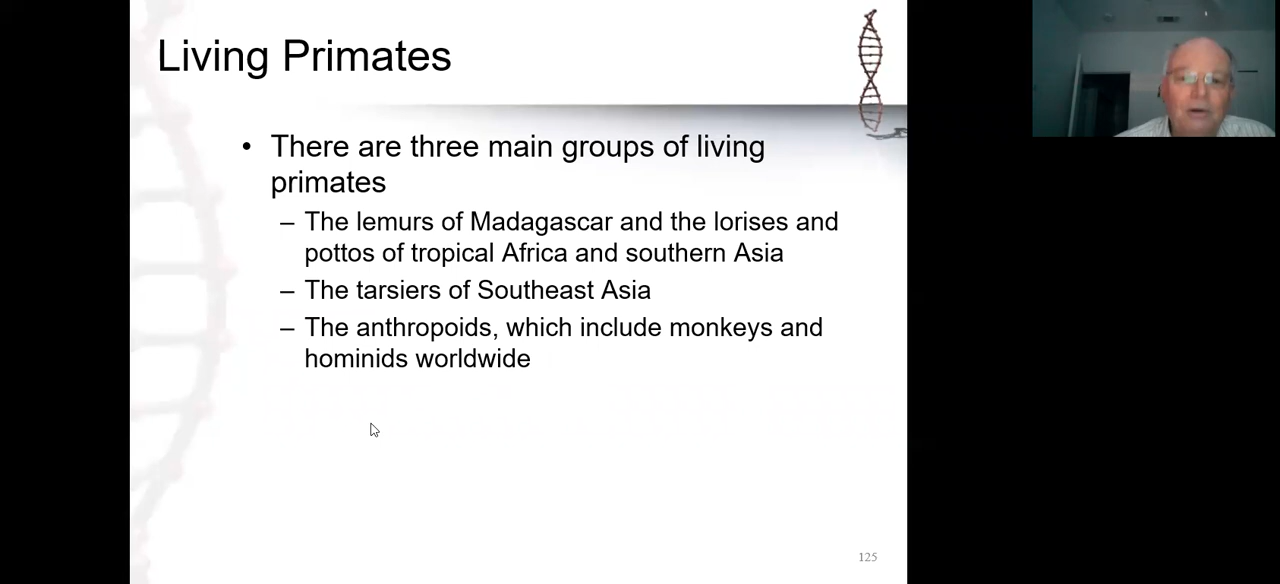 Living Primates
• There are three main groups of living
primates
– The lemurs of Madagascar and the lorises and
pottos of tropical Africa and southern Asia
– The tarsiers of Southeast Asia
– The anthropoids, which include monkeys and
hominids worldwide
125